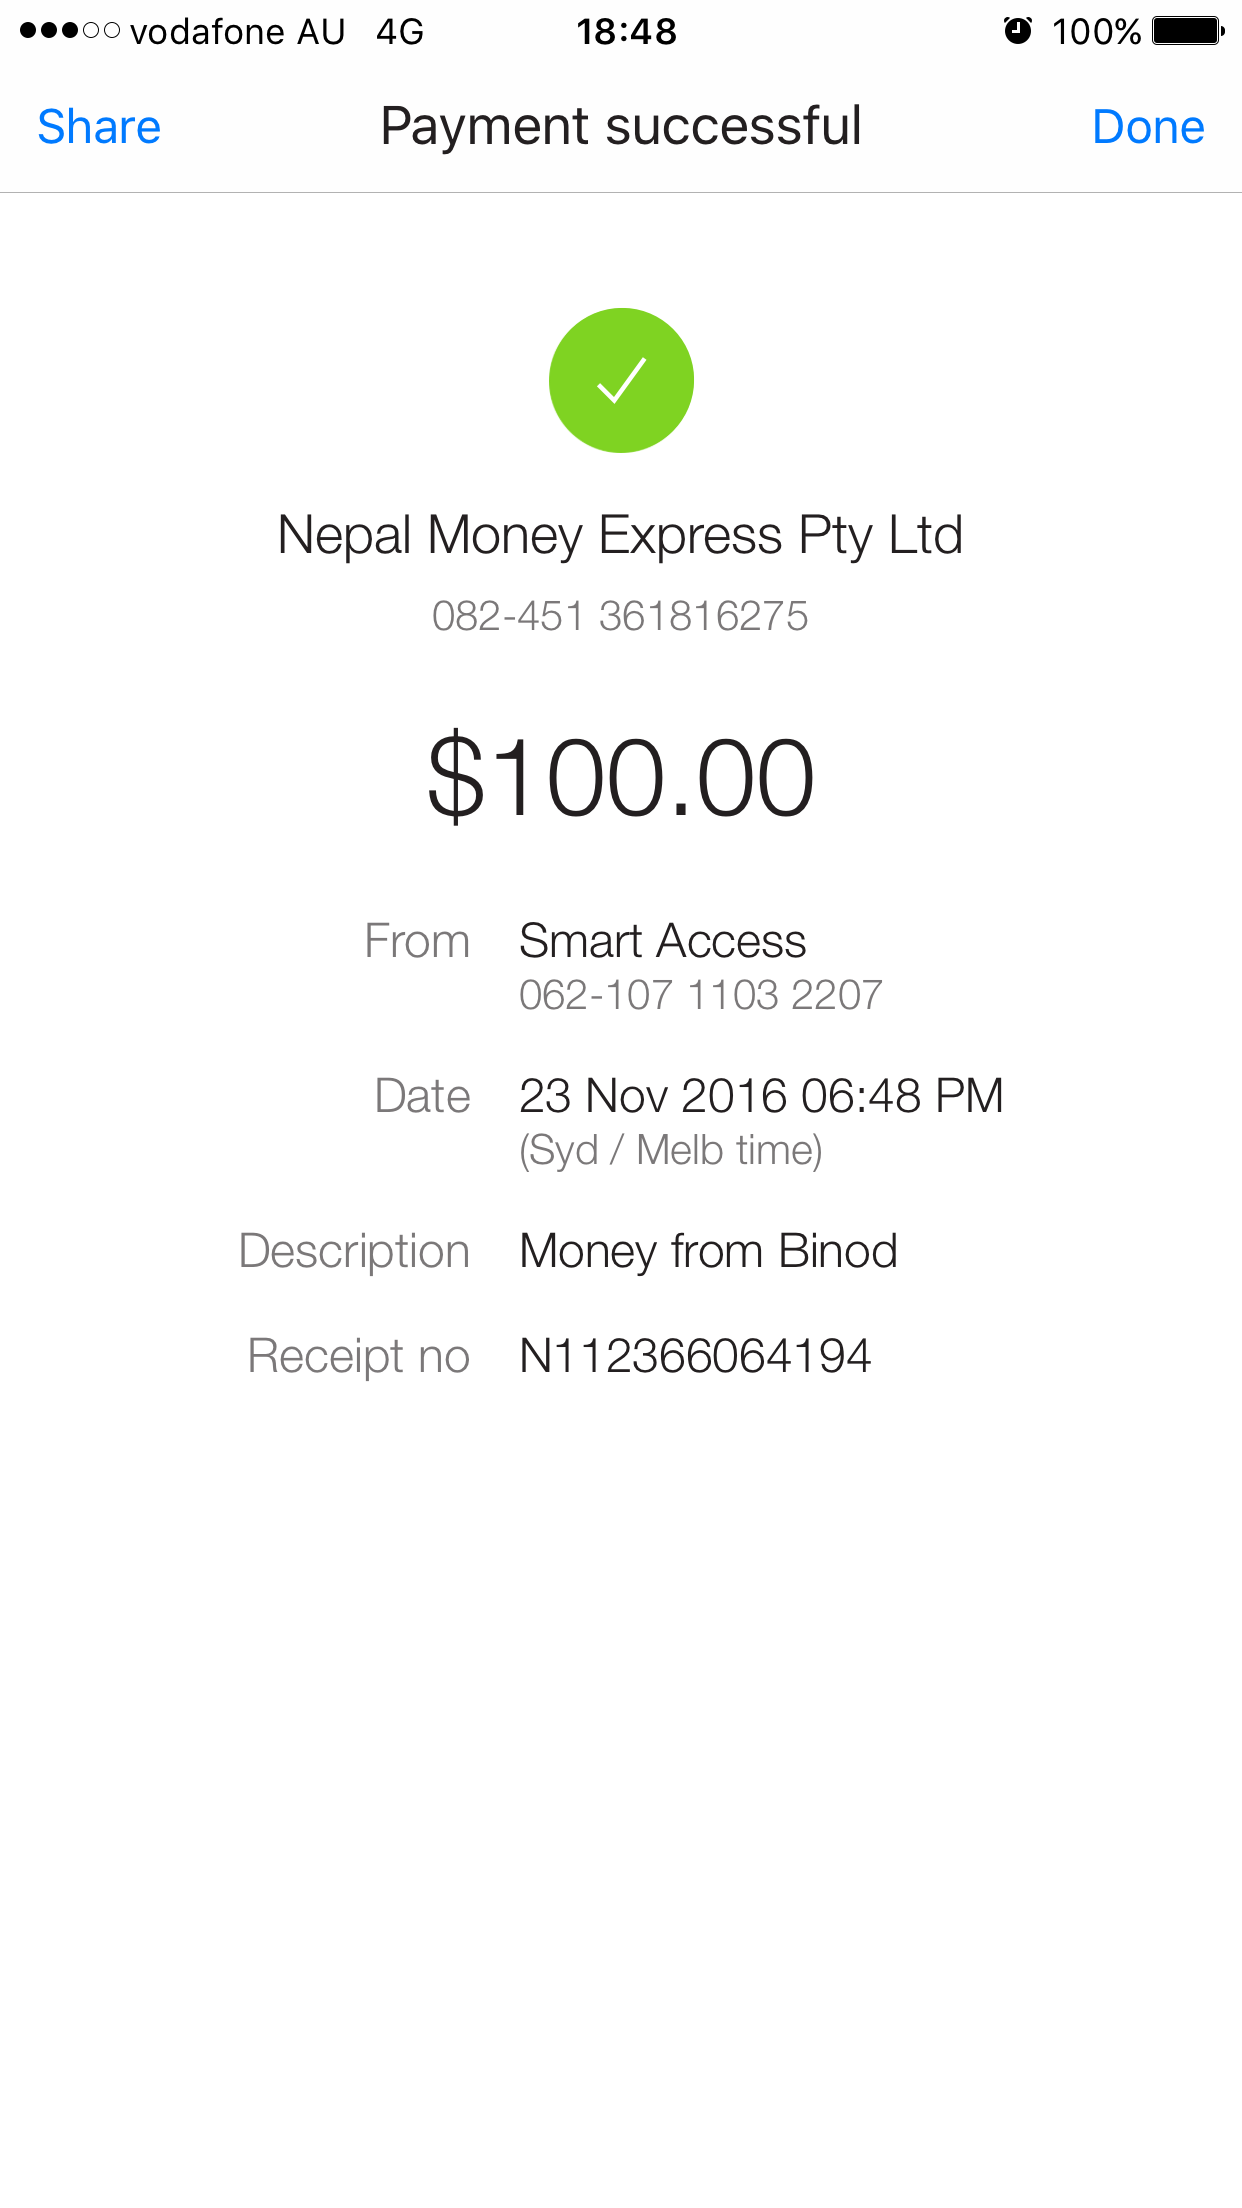 vodafone AU 4G 18:48 100%
Share Payment successful Done
Nepal Money Express Pty Ltd
082-451 361816275
$100.00
From Smart Access
062-107 1103 2207
Date 23 Nov 2016 06:48 PM
(Syd / Melb time)
Description Money from Binod
Receipt no N112366064194